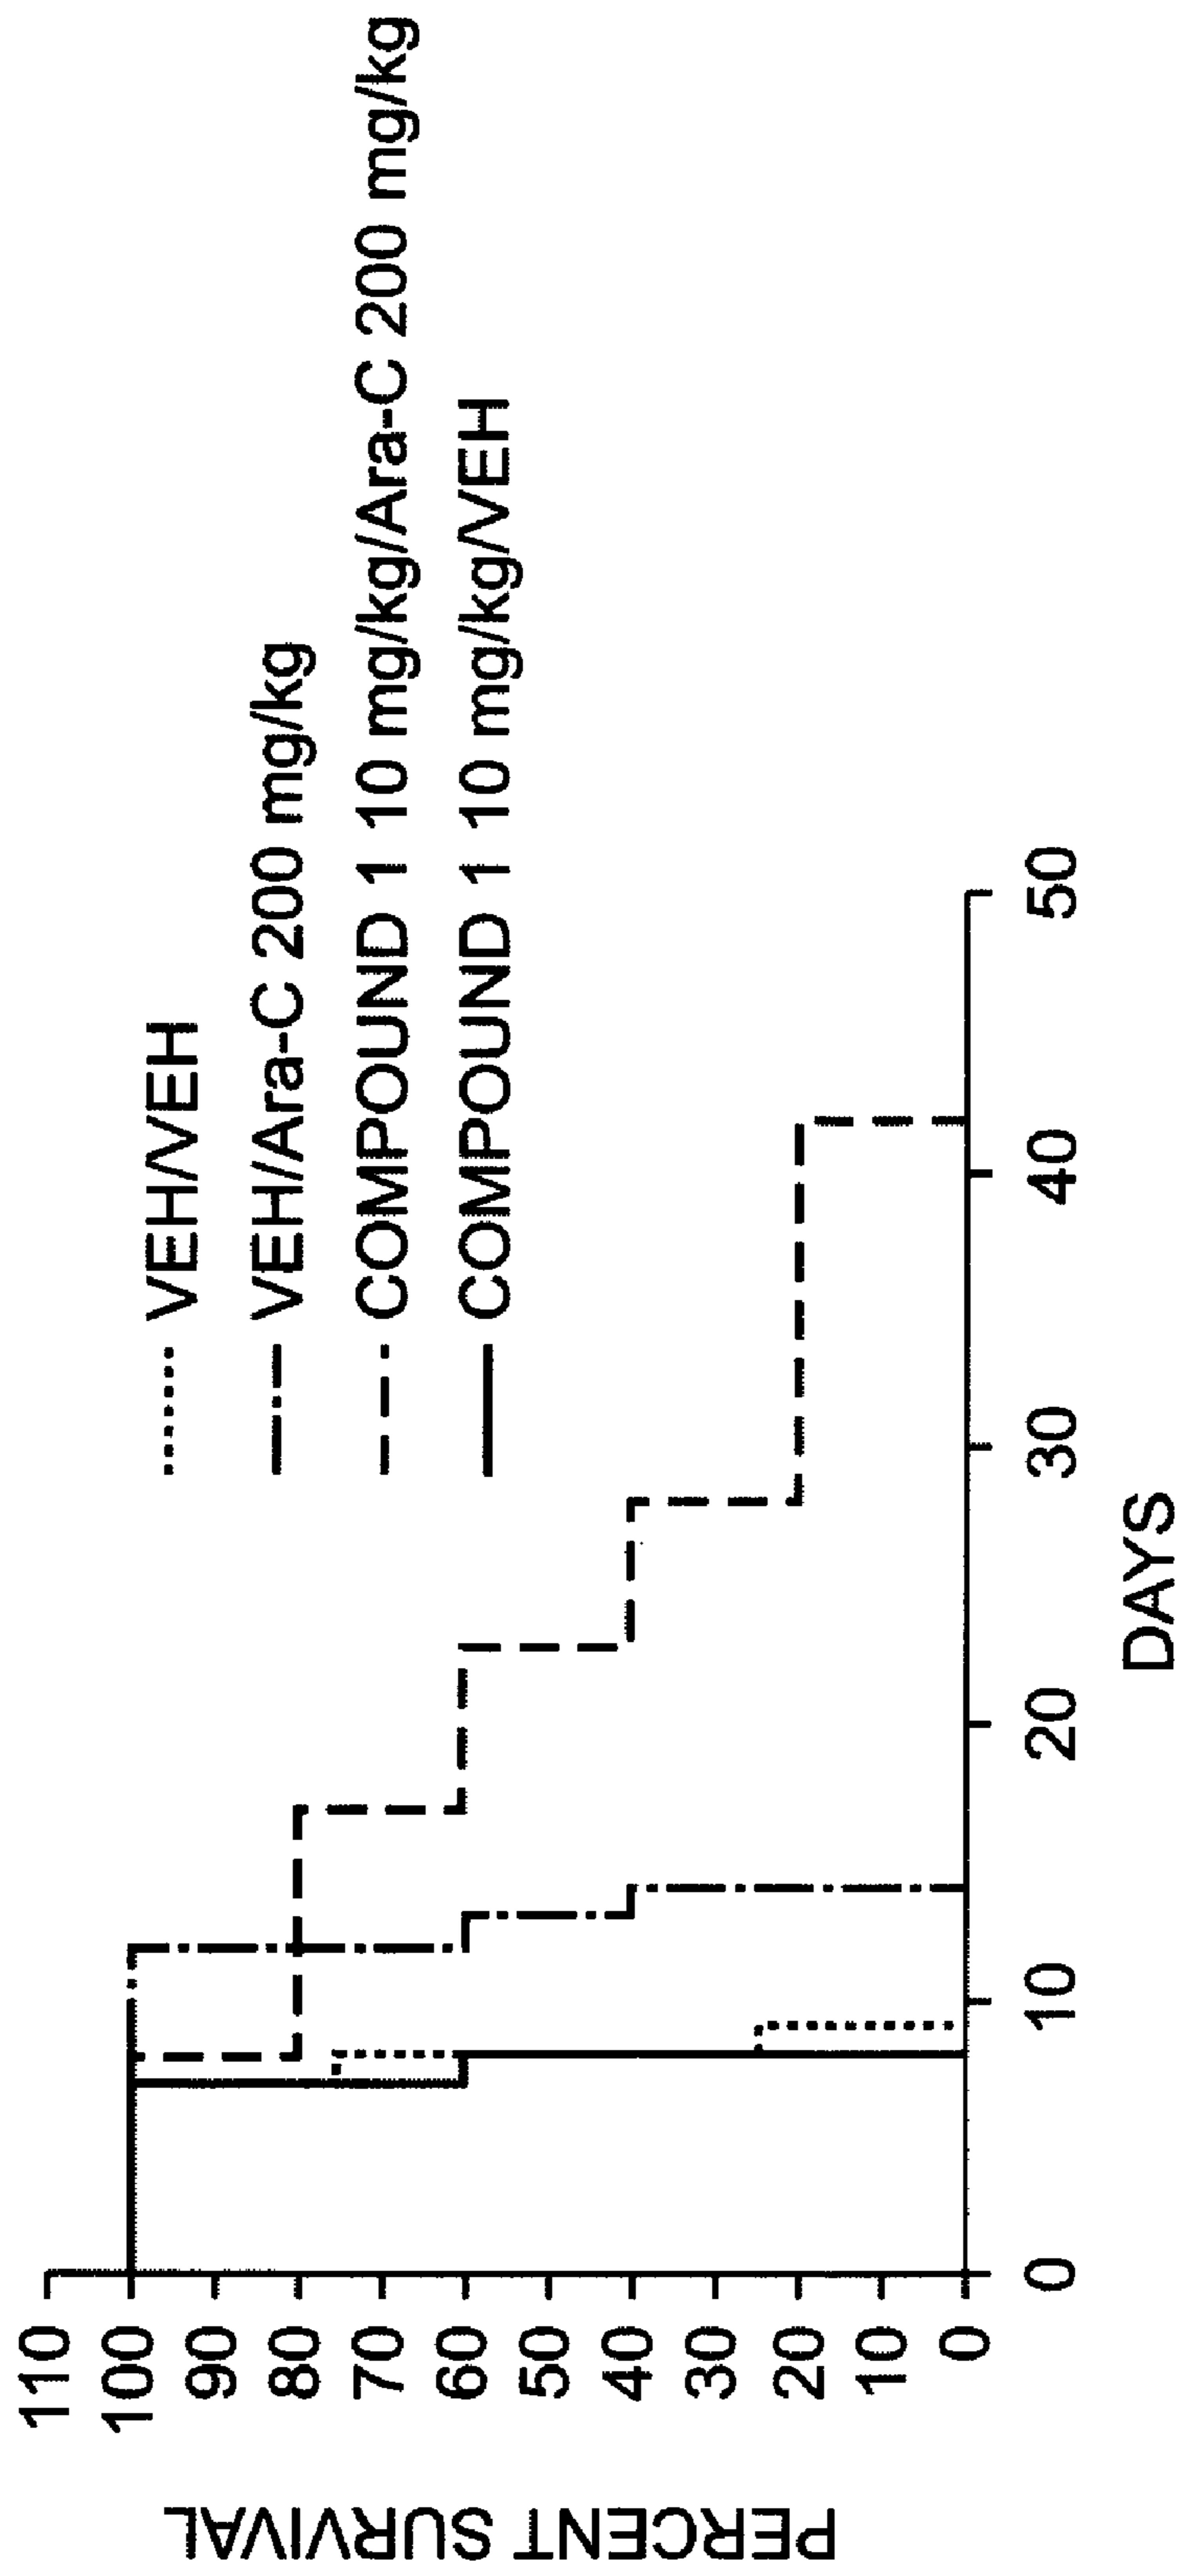 PERCENT SURVIVAL
110
100
90
80
70
60
50
40
30
20
10
0
VEH/VEH
VEH/Ara-C 200 mg/kg
COMPOUND 1 10 mg/kg/Ara-C 200 mg/kg
COMPOUND 1 10 mg/kg/VEH
0 10 20 30 40 50
DAYS